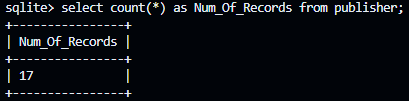 sqlite> select count(*) as Num_Of_Records from publisher;
+----------------+
| Num_Of_Records |
+----------------+
| 17             |
+----------------+